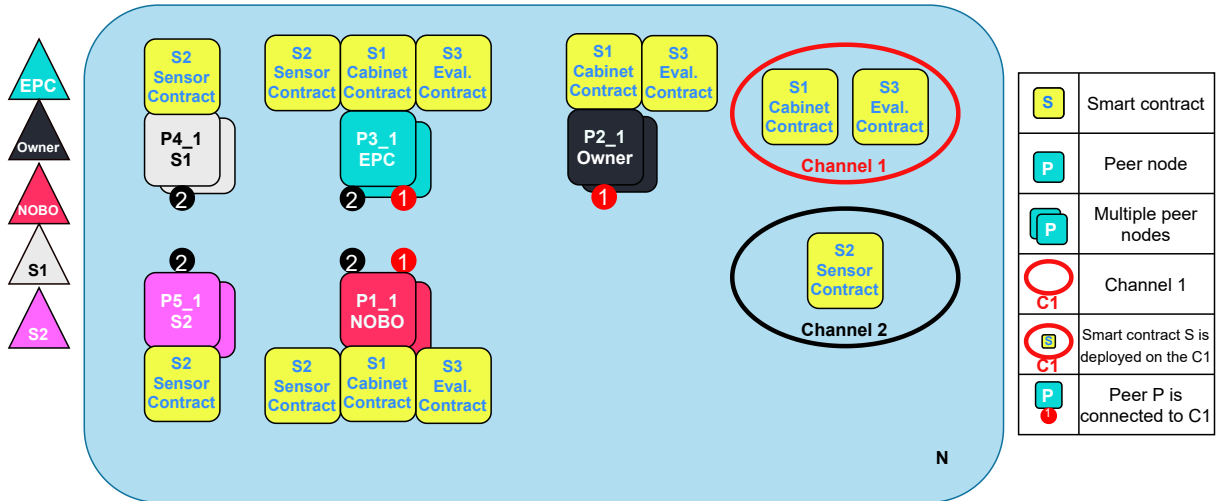 EPC
Owner
NOBO
S1
S2
S2
Sensor
Contract
P4_1
S1
2
S2
Sensor
Contract
S1
Cabinet
Contract
S3
Eval.
Contract
P3_1
EPC
2
1
S1
Cabinet
Contract
S3
Eval.
Contract
P2_1
Owner
1
S1
Cabinet
Contract
S3
Eval.
Contract
Channel 1
2
P5_1
S2
S2
Sensor
Contract
2
1
P1_1
NOBO
S2
Sensor
Contract
S1
Cabinet
Contract
S3
Eval.
Contract
S2
Sensor
Contract
Channel 2
N
S
Smart contract
P
Peer node
P
Multiple peer
nodes
C1
Channel 1
S
C1
Smart contract S is
deployed on the C1
P
1
Peer P is
connected to C1